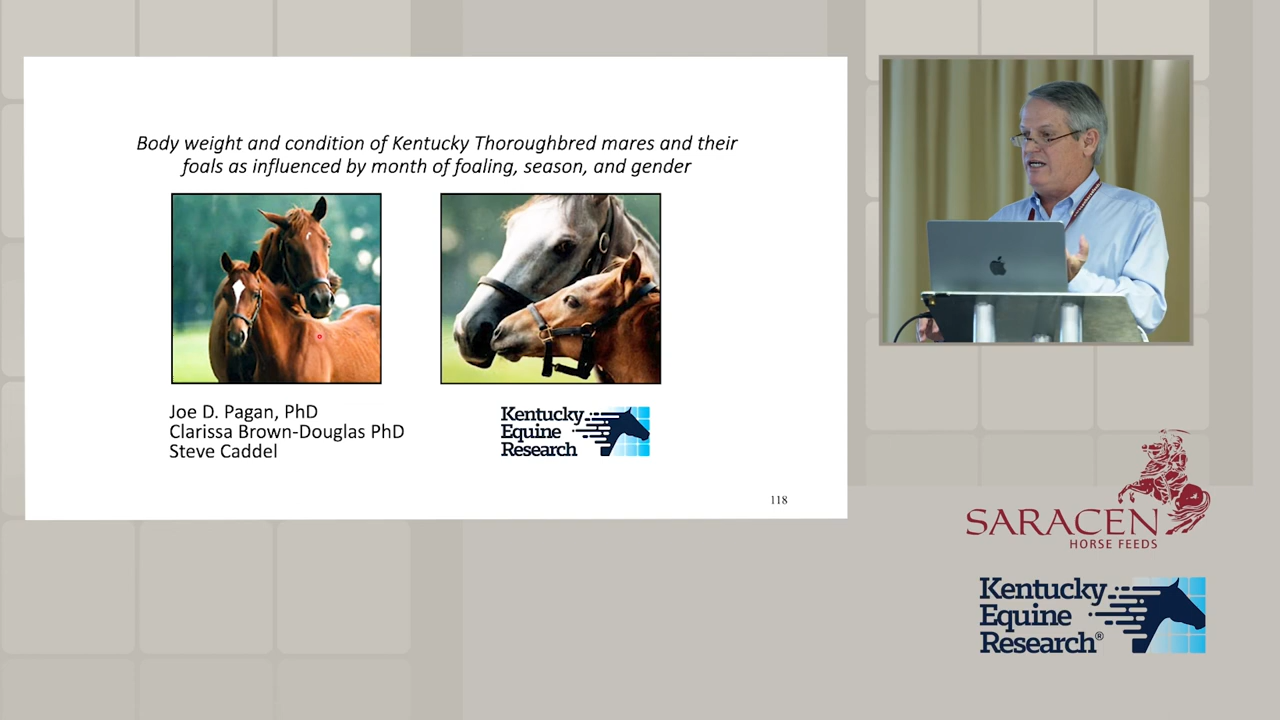 Body weight and condition of Kentucky Thoroughbred mares and their
foals as influenced by month of foaling, season, and gender
Joe D. Pagan, PhD
Clarissa Brown-Douglas PhD
Steve Caddel
Kentucky
Equine
Research
118
SARACEN
HORSE FEEDS
Kentucky
Equine
Research®